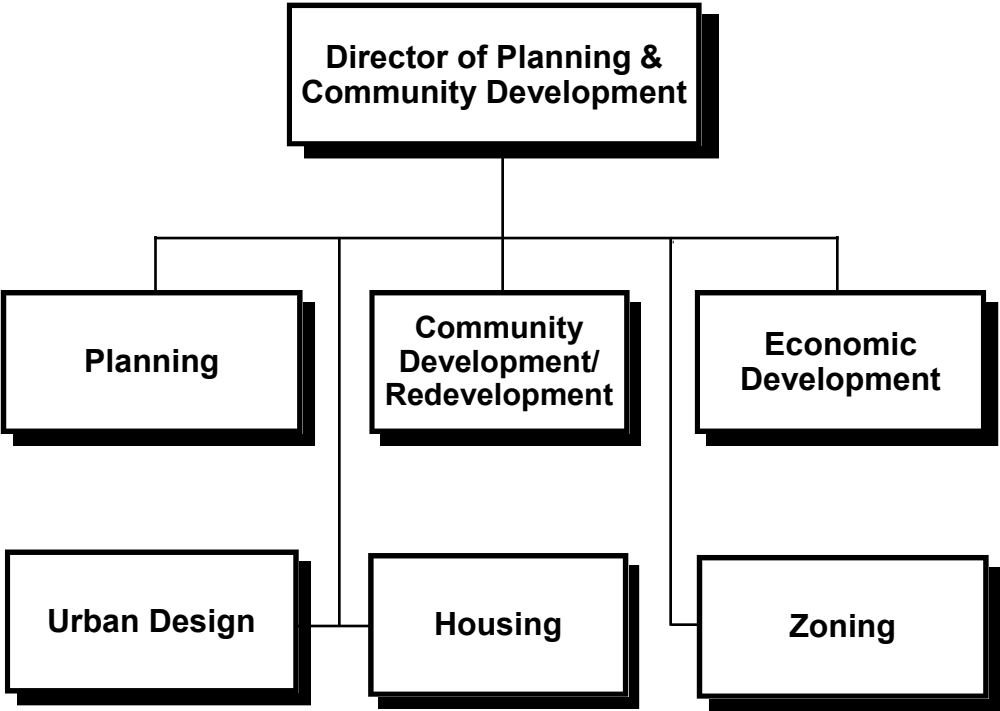 Director of Planning &
Community Development
Planning
Community
Development/
Redevelopment
Economic
Development
Urban Design
Housing
Zoning